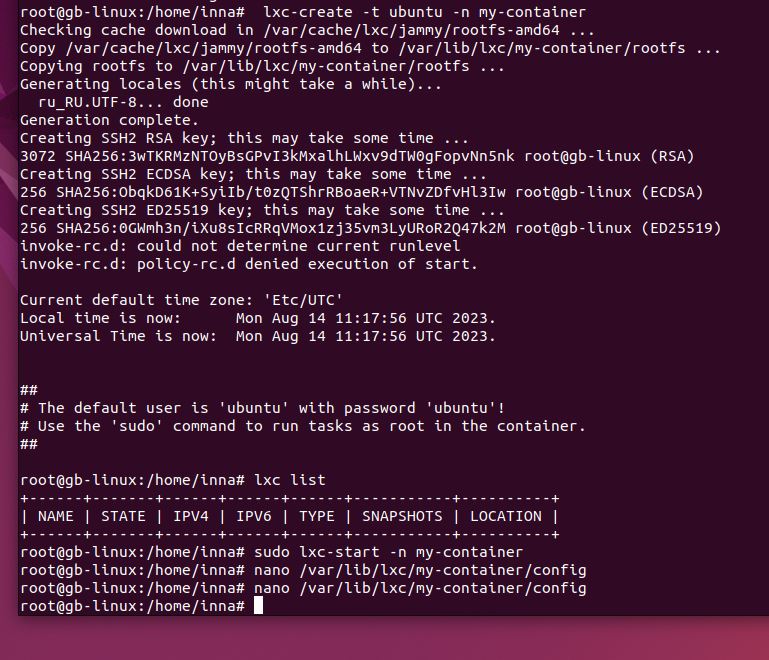 root@gb-linux:/home/inna#  lxc-create -t ubuntu -n my-container
Checking cache download in /var/cache/lxc/jammy/rootfs-amd64 ...
Copy /var/cache/lxc/jammy/rootfs-amd64 to /var/lib/lxc/my-container/rootfs ...
Copying rootfs to /var/lib/lxc/my-container/rootfs ...
Generating locales (this might take a while)...
  ru_RU.UTF-8... done
Generation complete.
Creating SSH2 RSA key; this may take some time ...
3072 SHA256:3wTKRMzNTOyBsGPvI3kMxalhLWxv9dTW0gFopvNn5nk root@gb-linux (RSA)
Creating SSH2 ECDSA key; this may take some time ...
256 SHA256:ObqkD61K+SyiIb/t0zQTShrRBoaeR+VTNvZDfvHl3Iw root@gb-linux (ECDSA)
Creating SSH2 ED25519 key; this may take some time ...
256 SHA256:0GWmh3n/iXu8sIcRRqVMox1zj35vm3LyURoR2Q47k2M root@gb-linux (ED25519)
invoke-rc.d: could not determine current runlevel
invoke-rc.d: policy-rc.d denied execution of start.

Current default time zone: 'Etc/UTC'
Local time is now:      Mon Aug 14 11:17:56 UTC 2023.
Universal Time is now:  Mon Aug 14 11:17:56 UTC 2023.

##
# The default user is 'ubuntu' with password 'ubuntu'!
# Use the 'sudo' command to run tasks as root in the container.
##

root@gb-linux:/home/inna# lxc list
+------+-------+------+------+------+-----------+----------+
| NAME | STATE | IPV4 | IPV6 | TYPE | SNAPSHOTS | LOCATION |
+------+-------+------+------+------+-----------+----------+
root@gb-linux:/home/inna# sudo lxc-start -n my-container
root@gb-linux:/home/inna# nano /var/lib/lxc/my-container/config
root@gb-linux:/home/inna# nano /var/lib/lxc/my-container/config
root@gb-linux:/home/inna#